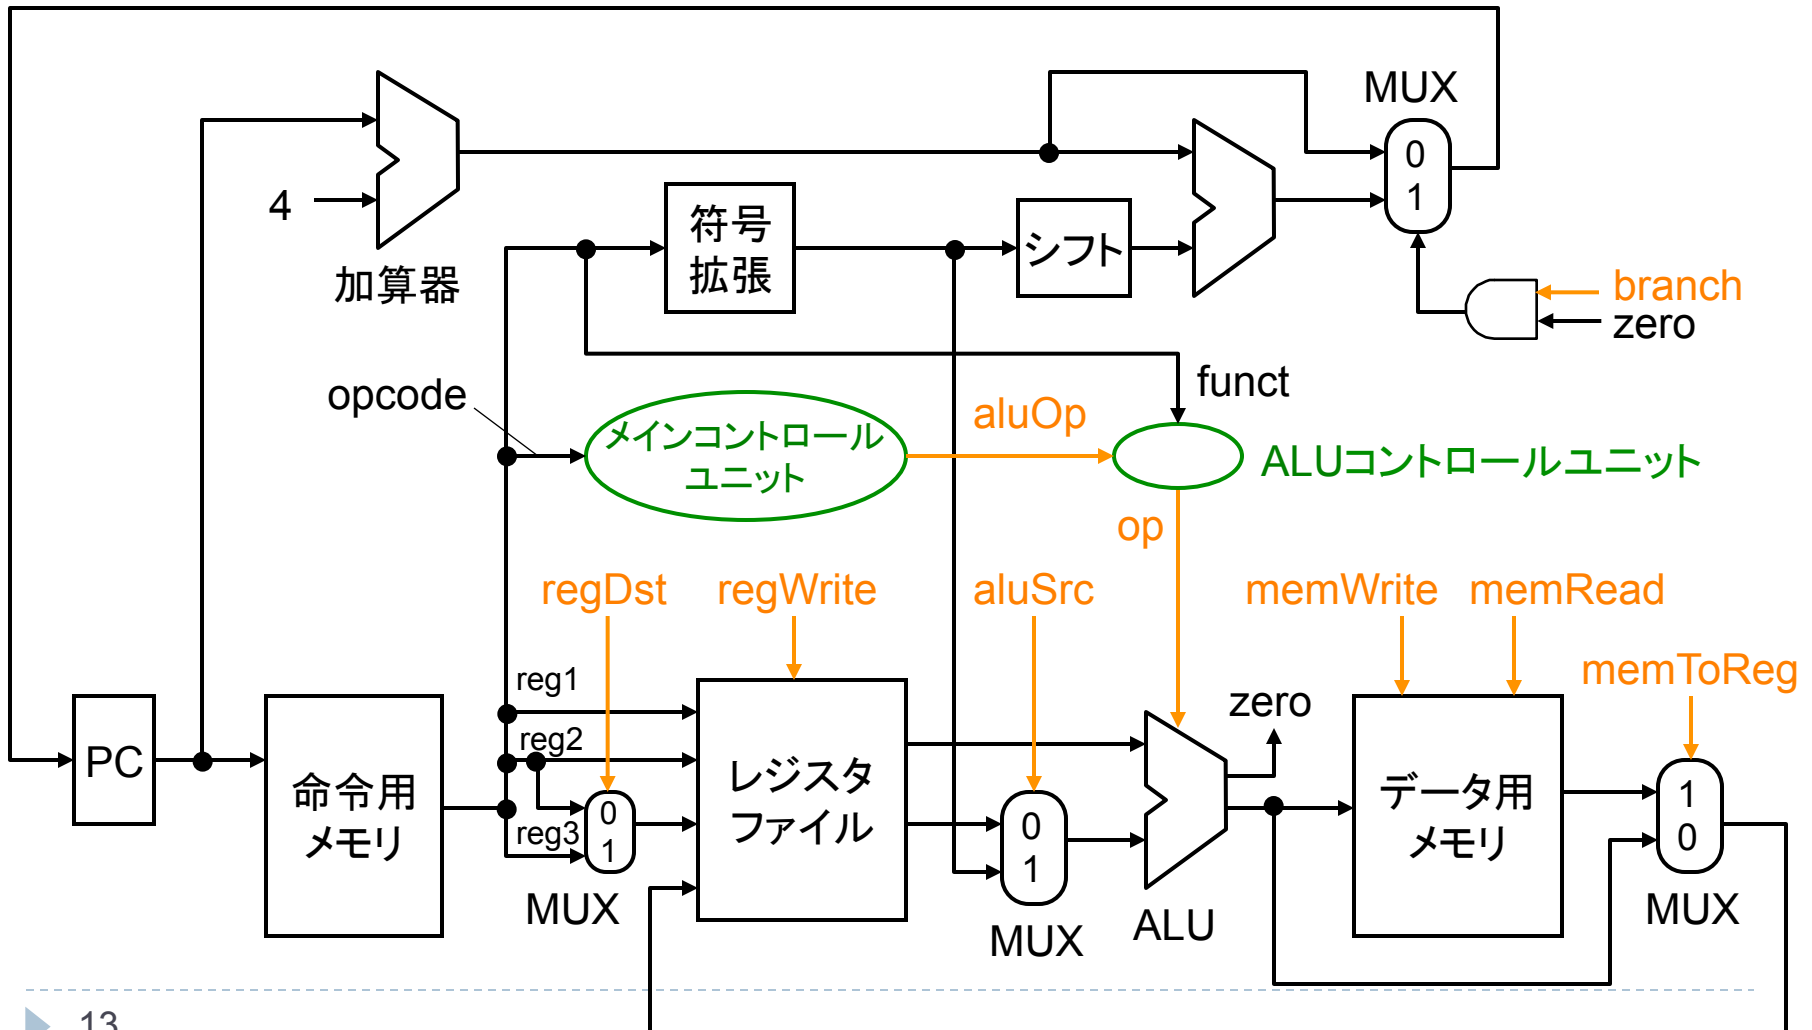 MUX
0
1
4
加算器
符号
拡張
シフト
branch
zero
opcode
メインコントロール
ユニット
aluOp
funct
ALUコントロールユニット
op
regDst
regWrite
aluSrc
memWrite
memRead
memToReg
PC
命令用
メモリ
reg1
reg2
reg3
0
1
MUX
レジスタ
ファイル
0
1
MUX
zero
ALU
データ用
メモリ
1
0
MUX
13